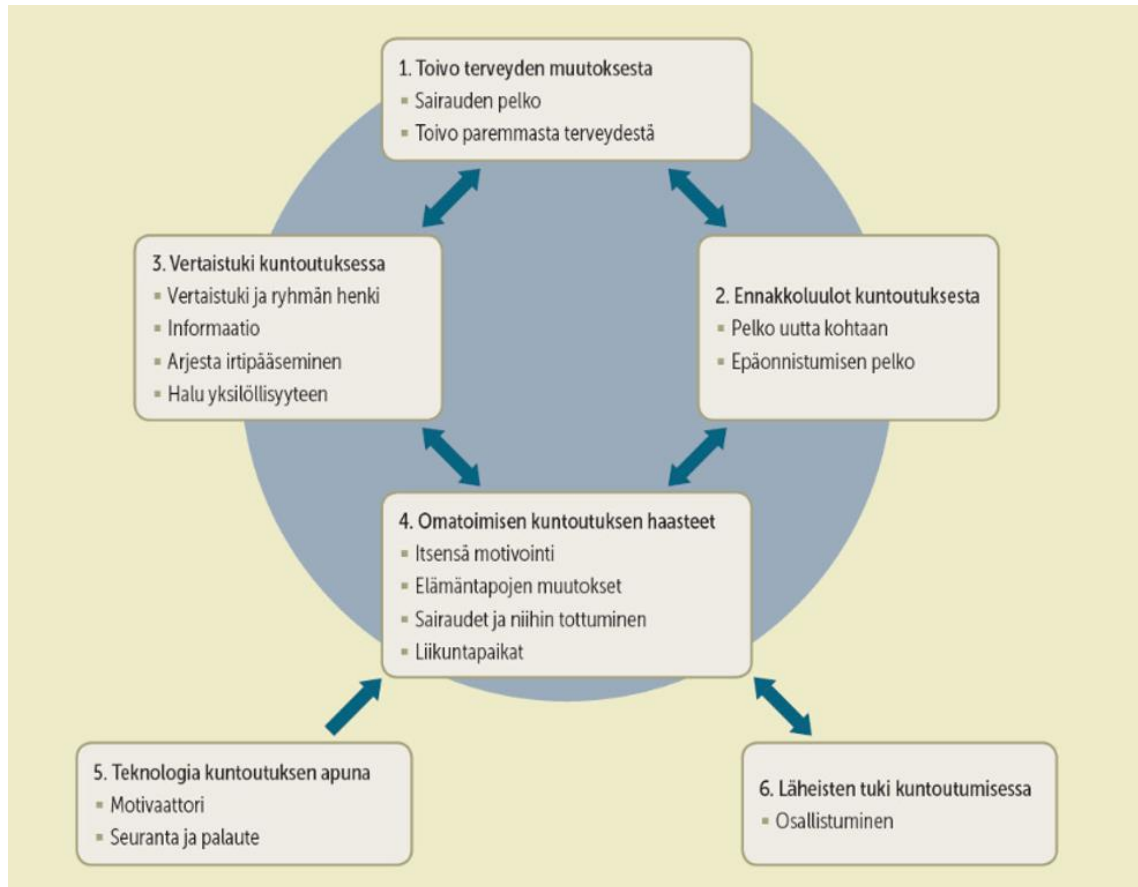 1. Toivo terveyden muutoksesta
▪ Sairauden pelko
▪ Toivo paremmasta terveydestä
3. Vertaistuki kuntoutuksessa
▪ Vertaistuki ja ryhmän henki
▪ Informaatio
▪ Arjesta irtipääseminen
▪ Halu yksilöllisyyteen
2. Ennakkoluulot kuntoutuksesta
▪ Pelko uutta kohtaan
▪ Epäonnistumisen pelko
4. Omatoimisen kuntoutuksen haasteet
▪ Itsensä motivointi
▪ Elämäntapojen muutokset
▪ Sairaudet ja niihin tottuminen
▪ Liikuntapaikat
5. Teknologia kuntoutuksen apuna
▪ Motivaattori
▪ Seuranta ja palaute
6. Läheisten tuki kuntoutumisessa
▪ Osallistuminen